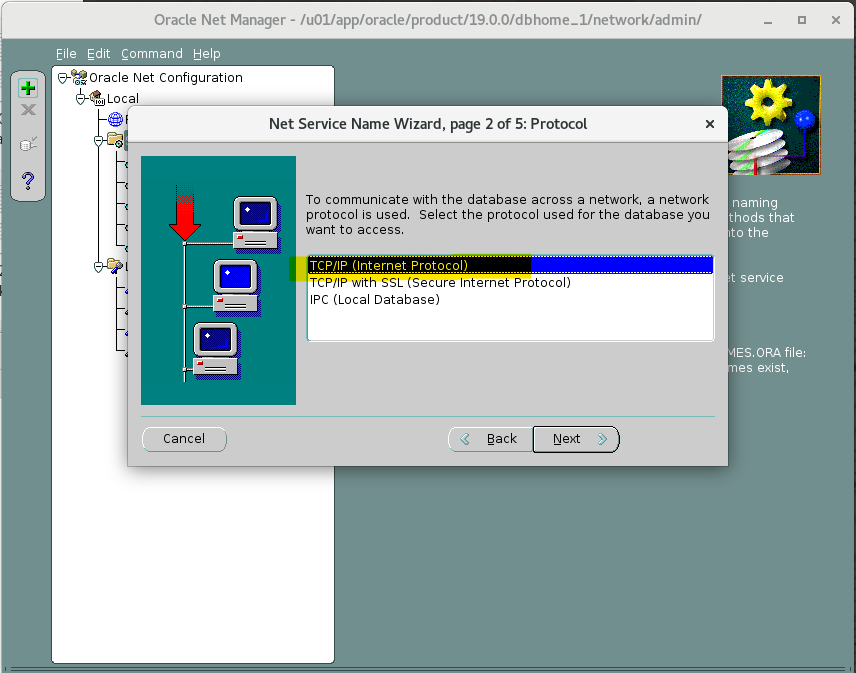 Oracle Net Manager - /u01/app/oracle/product/19.0.0/dbhome_1/network/admin/
File Edit Command Help
Oracle Net Configuration
Local
Net Service Name Wizard, page 2 of 5: Protocol
To communicate with the database across a network, a network
protocol is used. Select the protocol used for the database you
want to access.
TCP/IP (Internet Protocol)
TCP/IP with SSL (Secure Internet Protocol)
IPC (Local Database)
Cancel
Back
Next
naming
thods that
nto the
et service
MES.ORA file:
mes exist,